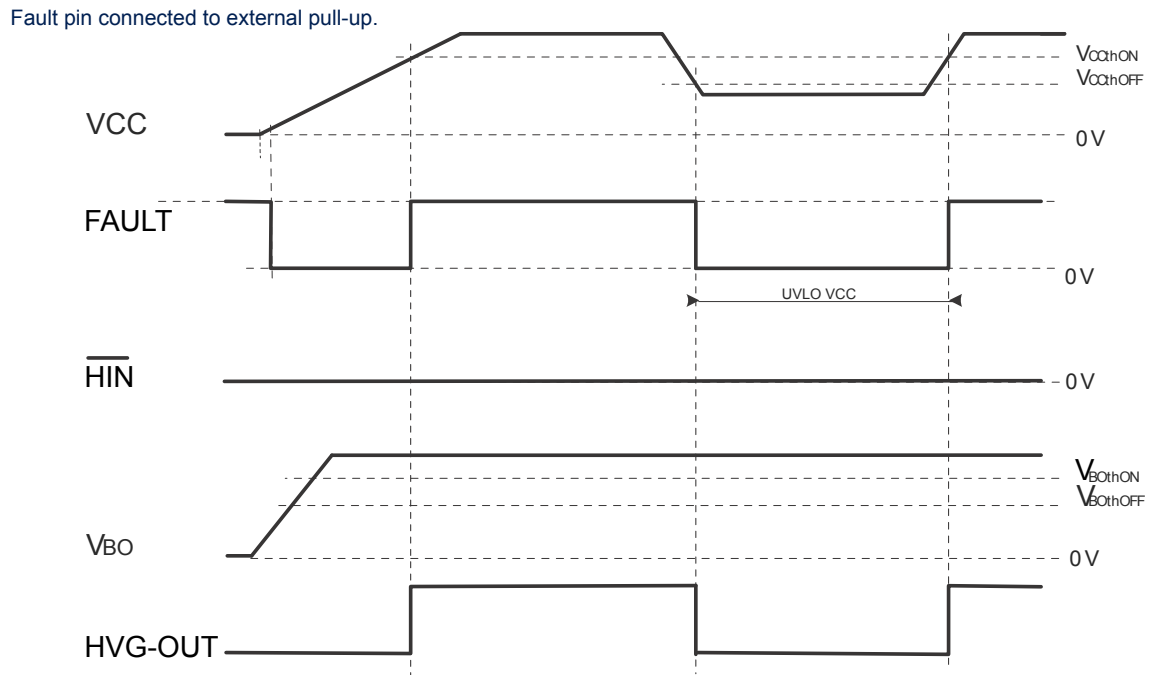 Fault pin connected to external pull-up.
VCCthON
VCCthOFF
VCC
0 V
FAULT
0 V
UVLO VCC
HIN
0 V
VBOthON
VBOthOFF
VBO
0 V
HVG-OUT